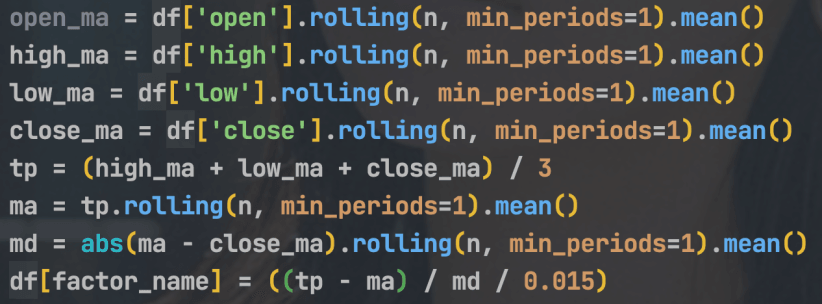 open_ma = df['open'].rolling(n, min_periods=1).mean()
high_ma = df['high'].rolling(n, min_periods=1).mean()
low_ma = df['low'].rolling(n, min_periods=1).mean()
close_ma = df['close'].rolling(n, min_periods=1).mean()
tp = (high_ma + low_ma + close_ma) / 3
ma = tp.rolling(n, min_periods=1).mean()
md = abs(ma - close_ma).rolling(n, min_periods=1).mean()
df[factor_name] = ((tp - ma) / md / 0.015)